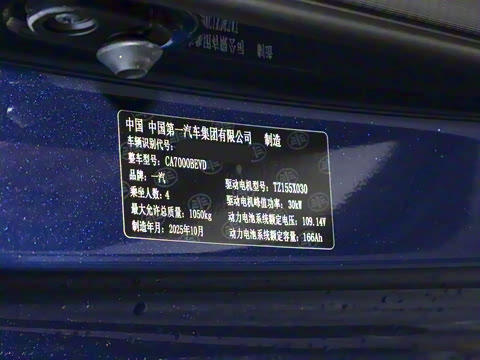 中国 中国第一汽车集团有限公司 制造
车辆识别代号:
整车型号: CA7000BEVD
品牌: 一汽 驱动电机型号: TZ155X030
乘坐人数: 4 驱动电机峰值功率: 30kW
最大允许总质量: 1050kg 动力电池系统额定电压: 109.14V
制造年月: 2025年10月 动力电池系统额定容量: 166Ah